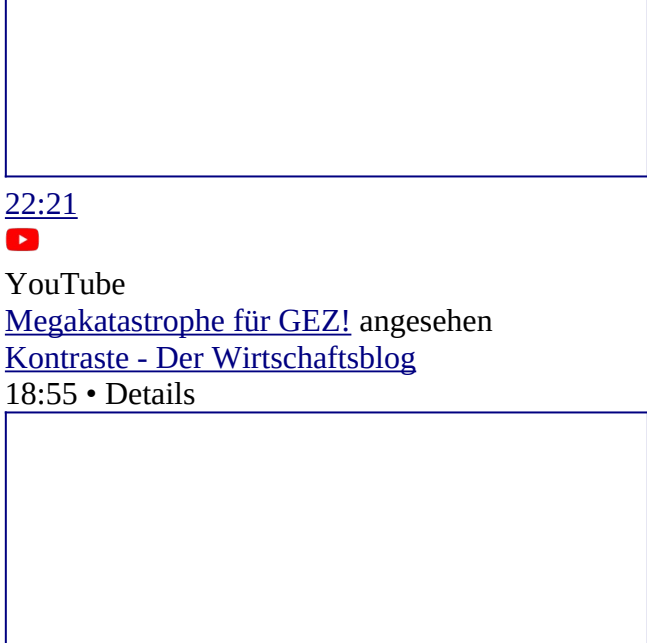 22:21
YouTube
Megakatastrophe für GEZ! angesehen
Kontraste - Der Wirtschaftsblog
18:55 • Details